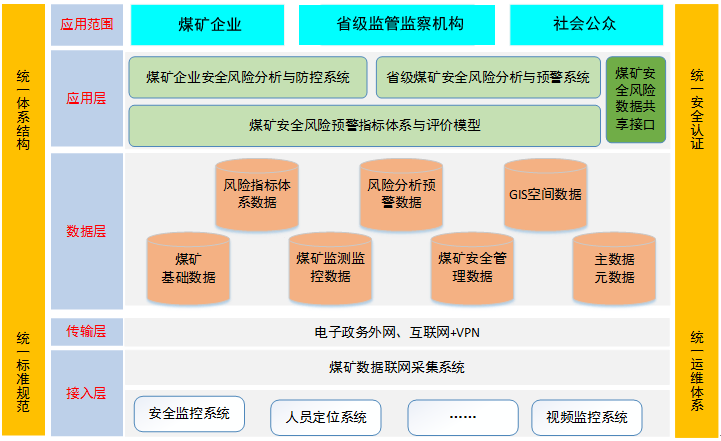 应用范围
煤矿企业
省级监管监察机构
社会公众
统一体系结构
统一标准规范
应用层
煤矿企业安全风险分析与防控系统
省级煤矿安全风险分析与预警系统
煤矿安全风险预警指标体系与评价模型
煤矿安
全风险
数据共
享接口
统一安全认证
统一运维体系
数据层
风险指标体
系数据
风险分析预
警数据
GIS空间数据
煤矿
基础数据
煤矿监测监
控数据
煤矿安全管
理数据
主数据
元数据
传输层
电子政务外网、互联网+VPN
接入层
煤矿数据联网采集系统
安全监控系统
人员定位系统
……
视频监控系统